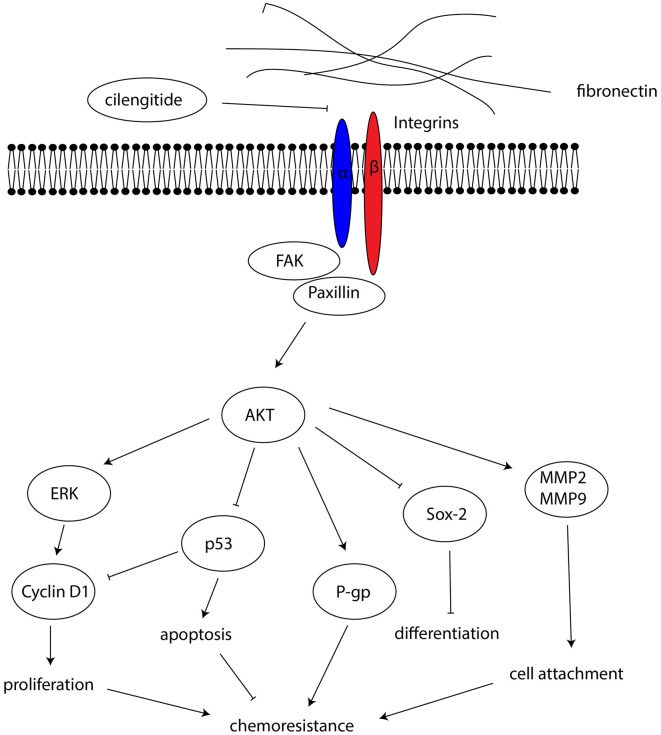 fibronectin
cilengitide
Integrins
α
β
FAK
Paxillin
AKT
ERK
p53
Sox-2
MMP2
MMP9
Cyclin D1
P-gp
apoptosis
differentiation
proliferation
cell attachment
chemoresistance